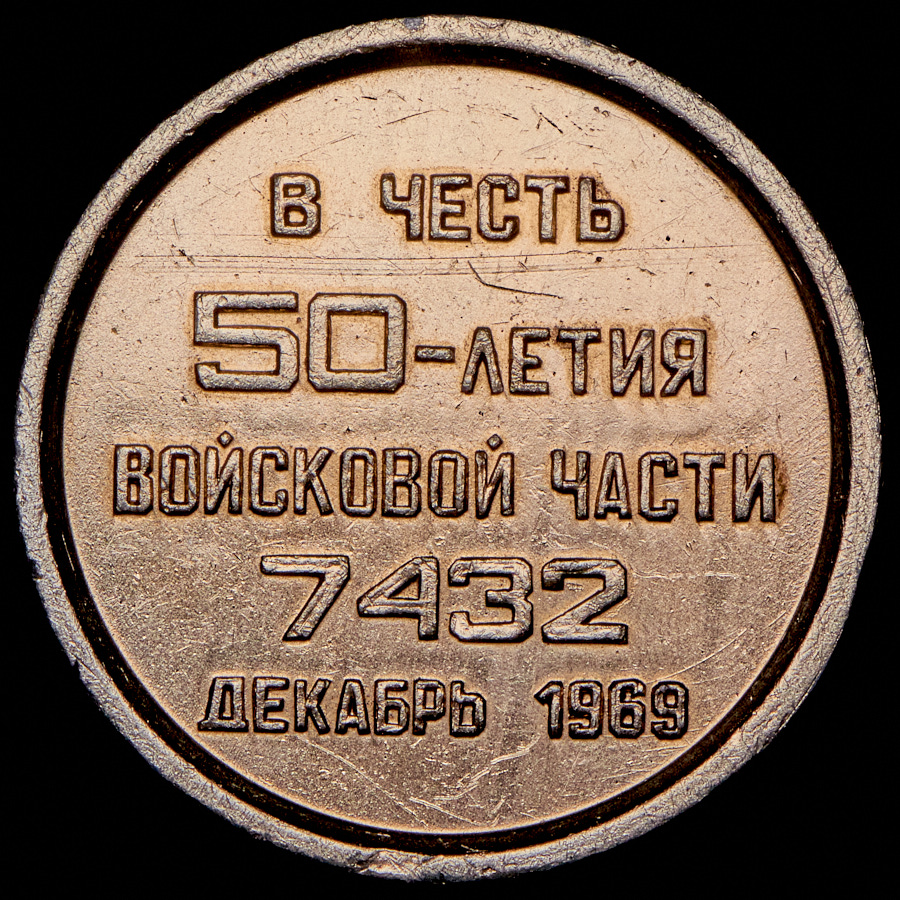 В ЧЕСТЬ
50-ЛЕТИЯ
ВОЙСКОВОЙ ЧАСТИ
7432
ДЕКАБРЬ 1969